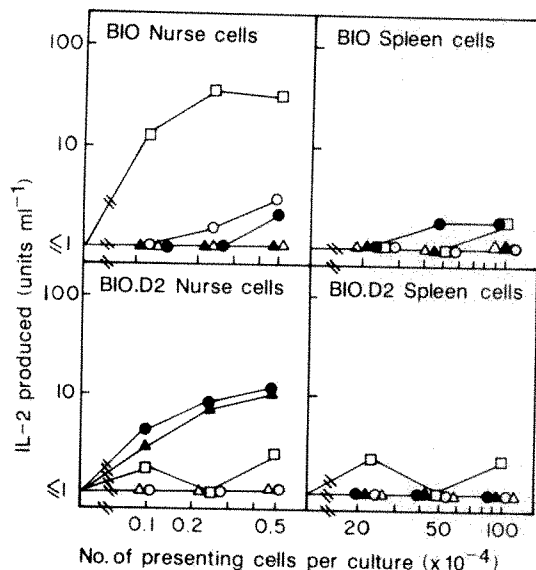 BIO Nurse cells
BIO Spleen cells
100
10
≤1
BIO.D2 Nurse cells
BIO.D2 Spleen cells
100
10
≤1
IL-2 produced (units ml⁻¹)
0.1 0.2 0.5
20 50 100
No. of presenting cells per culture (x 10⁻⁴)